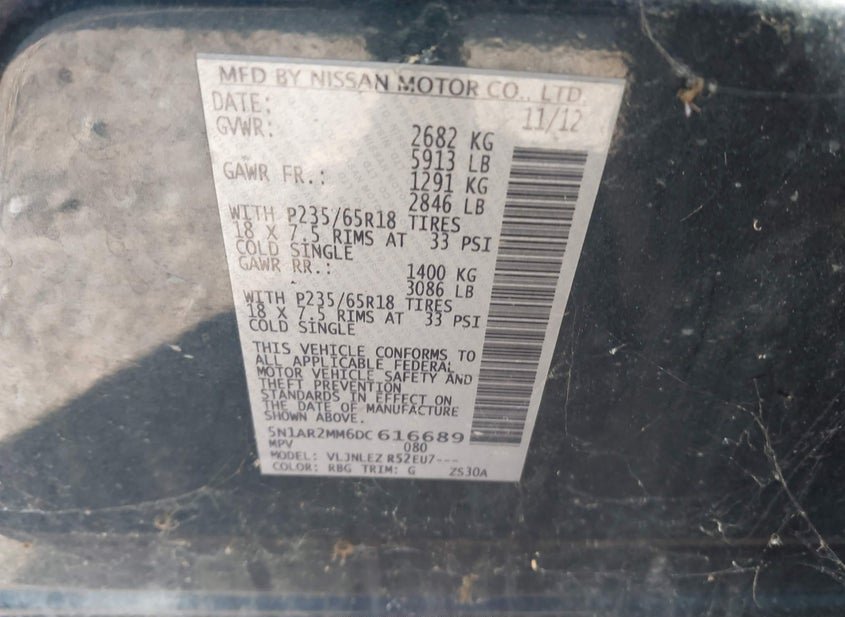 MFD BY NISSAN MOTOR CO., LTD.
DATE: 11/12
GVWR: 2682 KG
5913 LB
GAWR FR.: 1291 KG
2846 LB
WITH P235/65R18 TIRES
18 X 7.5 RIMS AT 33 PSI
COLD SINGLE
GAWR RR.: 1400 KG
3086 LB
WITH P235/65R18 TIRES
18 X 7.5 RIMS AT 33 PSI
COLD SINGLE
THIS VEHICLE CONFORMS TO
ALL APPLICABLE FEDERAL
MOTOR VEHICLE SAFETY AND
THEFT PREVENTION
STANDARDS IN EFFECT ON
THE DATE OF MANUFACTURE
SHOWN ABOVE.
5N1AR2MM6DC616689
MPV 080
MODEL: VLJNLEZ R52EU7---
COLOR: RBG TRIM: G ZS30A